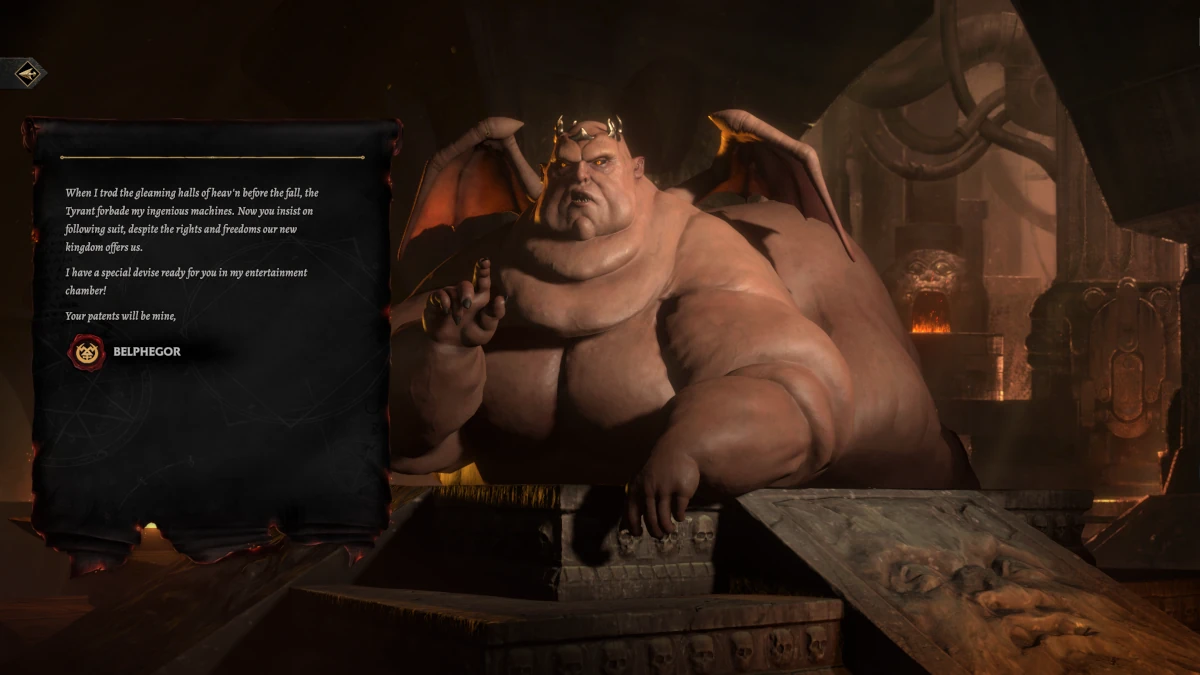 When I trod the gleaming halls of heav'n before the fall, the
Tyrant forbade my ingenious machines. Now you insist on
following suit, despite the rights and freedoms our new
kingdom offers us.
I have a special devise ready for you in my entertainment
chamber!
Your patents will be mine,
BELPHEGOR